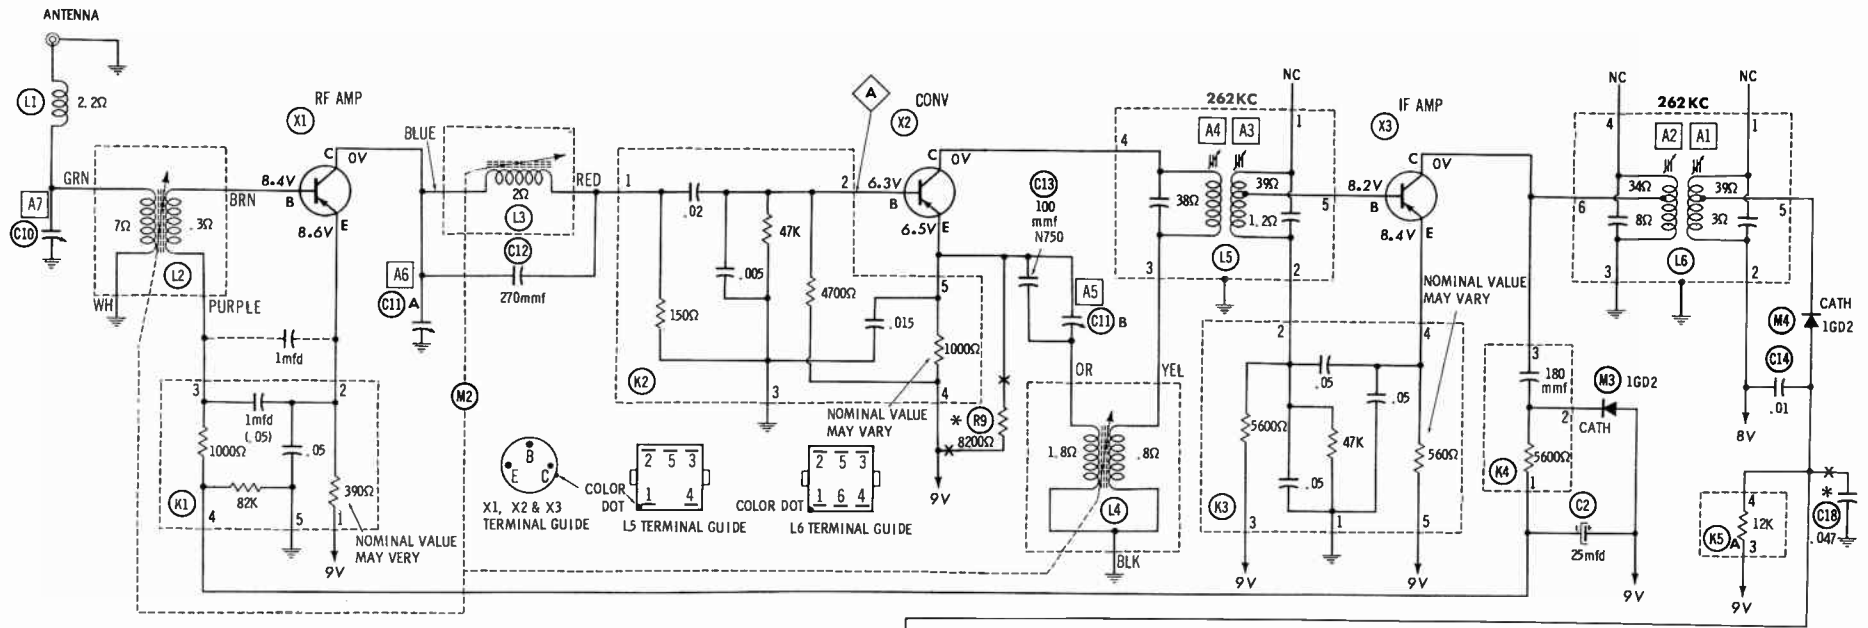 ANTENNA
L1
2.2Ω
A7
C10
GRN
7Ω
.3Ω
L2
WH
PURPLE
BRN
RF AMP
X1
8.4V
B
C
0V
8.6V
E
1mfd
3
2
1mfd
(.05)
1000Ω
.05
82K
390Ω
K1
4
5
1
9V
NOMINAL VALUE
MAY VERY
BLUE
2Ω
L3
RED
C12
270mmf
A6
C11 A
M2
1
.02
2
47K
.005
150Ω
4700Ω
.015
K2
3
5
1000Ω
4
NOMINAL VALUE
MAY VARY
A
CONV
X2
6.3V
B
C
0V
6.5V
E
C13
100
mmf
N750
A5
C11 B
* R9
8200Ω
9V
B
E
C
X1, X2 & X3
TERMINAL GUIDE
COLOR
DOT
2 5 3
1 4
L5 TERMINAL GUIDE
COLOR DOT
2 5 3
1 6 4
L6 TERMINAL GUIDE
OR
YEL
1.8Ω
.8Ω
L4
BLK
NC
262KC
4
A4
A3
1
38Ω
39Ω
1.2Ω
5
3
L5
2
IF AMP
X3
8.2V
B
C
0V
8.4V
E
NOMINAL VALUE
MAY VARY
2
4
.05
.05
5600Ω
47K
560Ω
.05
K3
3
1
5
9V
9V
3
180
mmf
2
CATH
M3 1GD2
K4
5600Ω
1
C2
25mfd
9V
NC
NC
262KC
4
A2
A1
1
34Ω
39Ω
8Ω
3Ω
6
5
3
L6
2
CATH
M4
1GD2
C14
.01
8V
4
12K
K5 A
3
9V
*
C18
.047